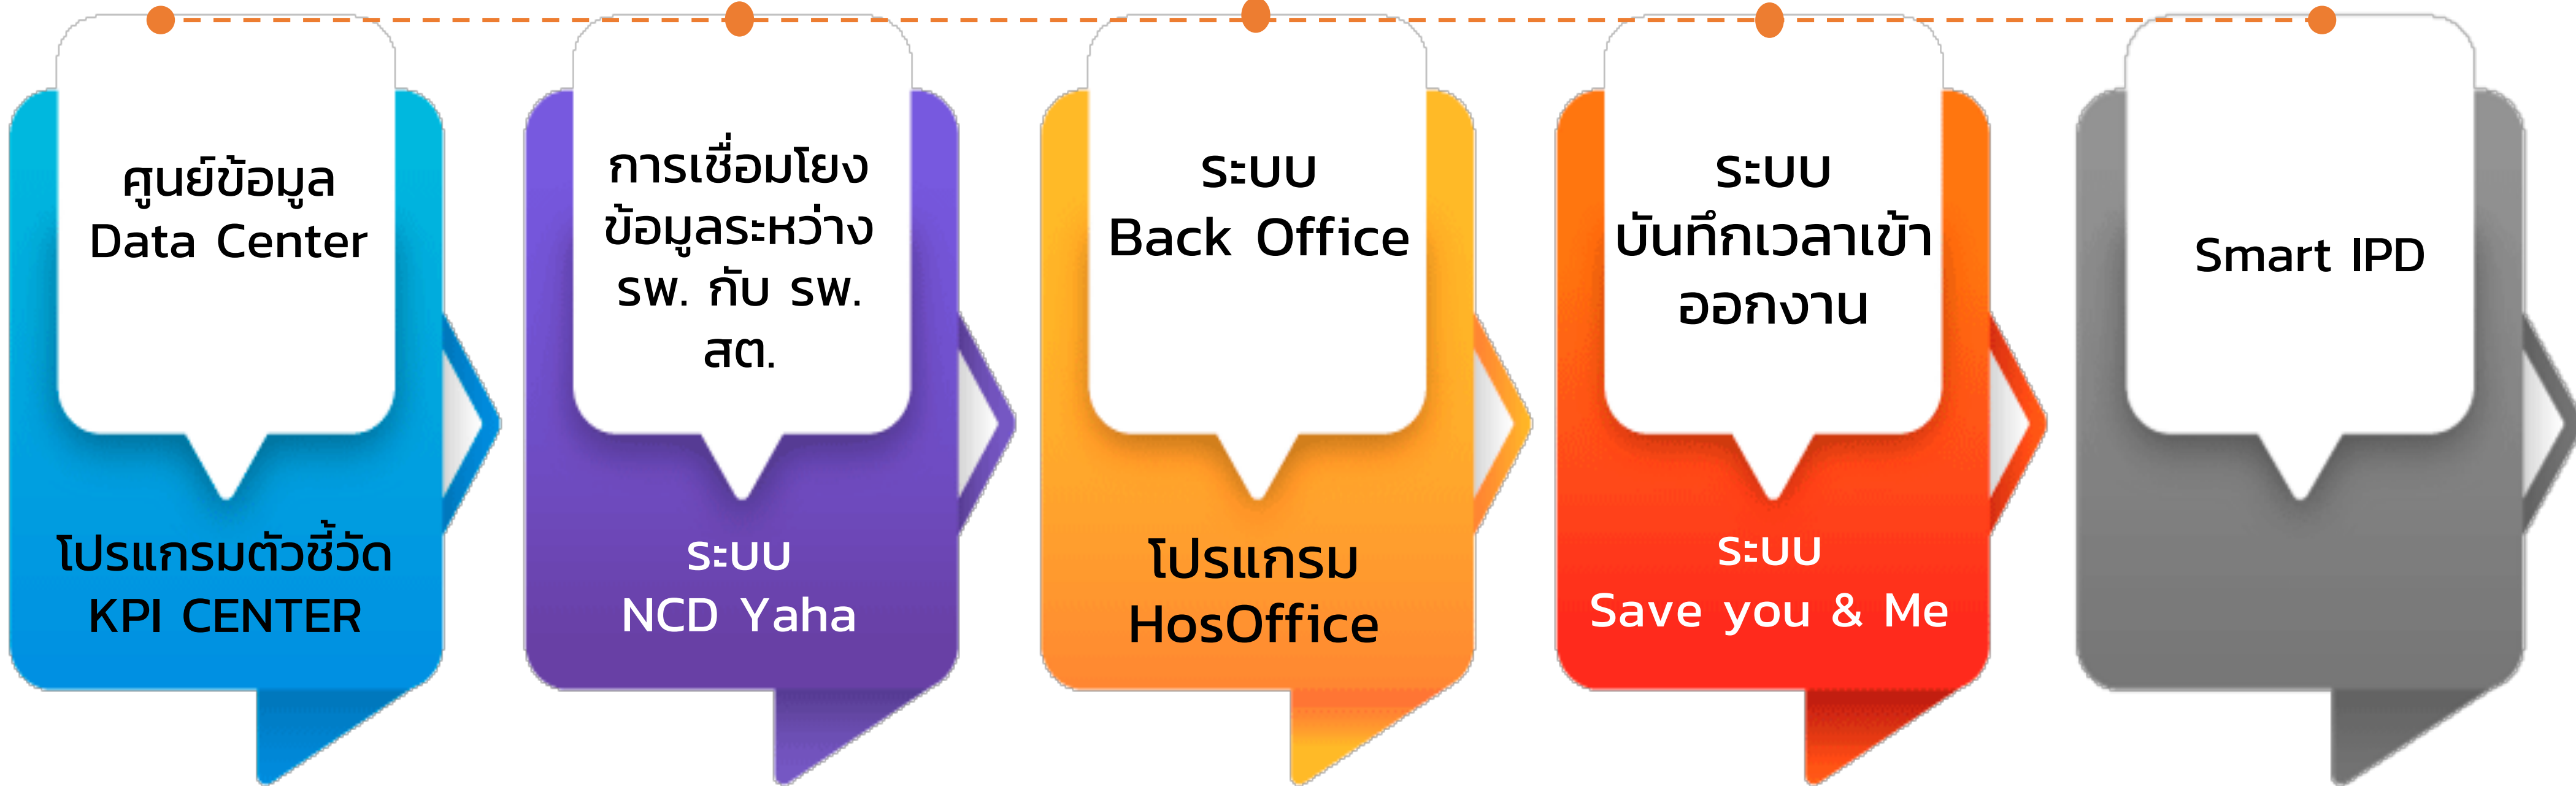 ศูนย์ข้อมูล
Data Center
โปรแกรมตัวชี้วัด
KPI CENTER
การเชื่อมโยง
ข้อมูลระหว่าง
รพ. กับ รพ.
สต.
ระบบ
NCD Yaha
ระบบ
Back Office
โปรแกรม
HosOffice
ระบบ
บันทึกเวลาเข้า
ออกงาน
ระบบ
Save you & Me
Smart IPD